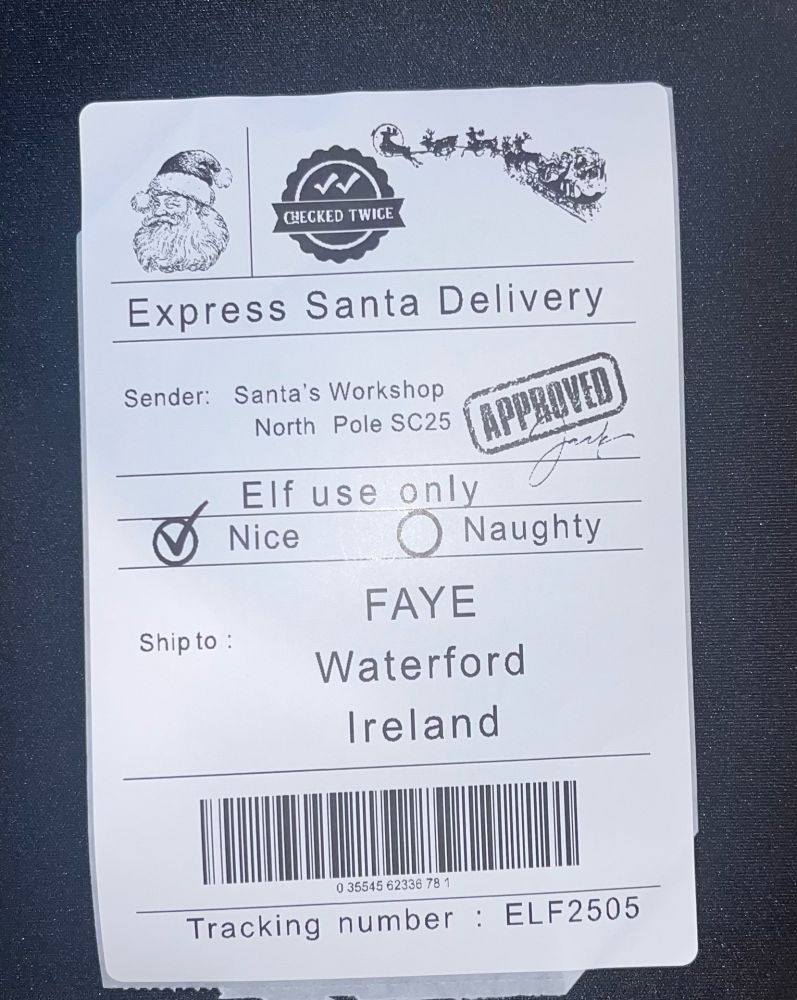 CHECKED TWICE
Express Santa Delivery
Sender: Santa's Workshop
North Pole SC25
APPROVED
Elf use only
Nice Naughty
Ship to :
FAYE
Waterford
Ireland
0 35545 62336 78 1
Tracking number : ELF2505